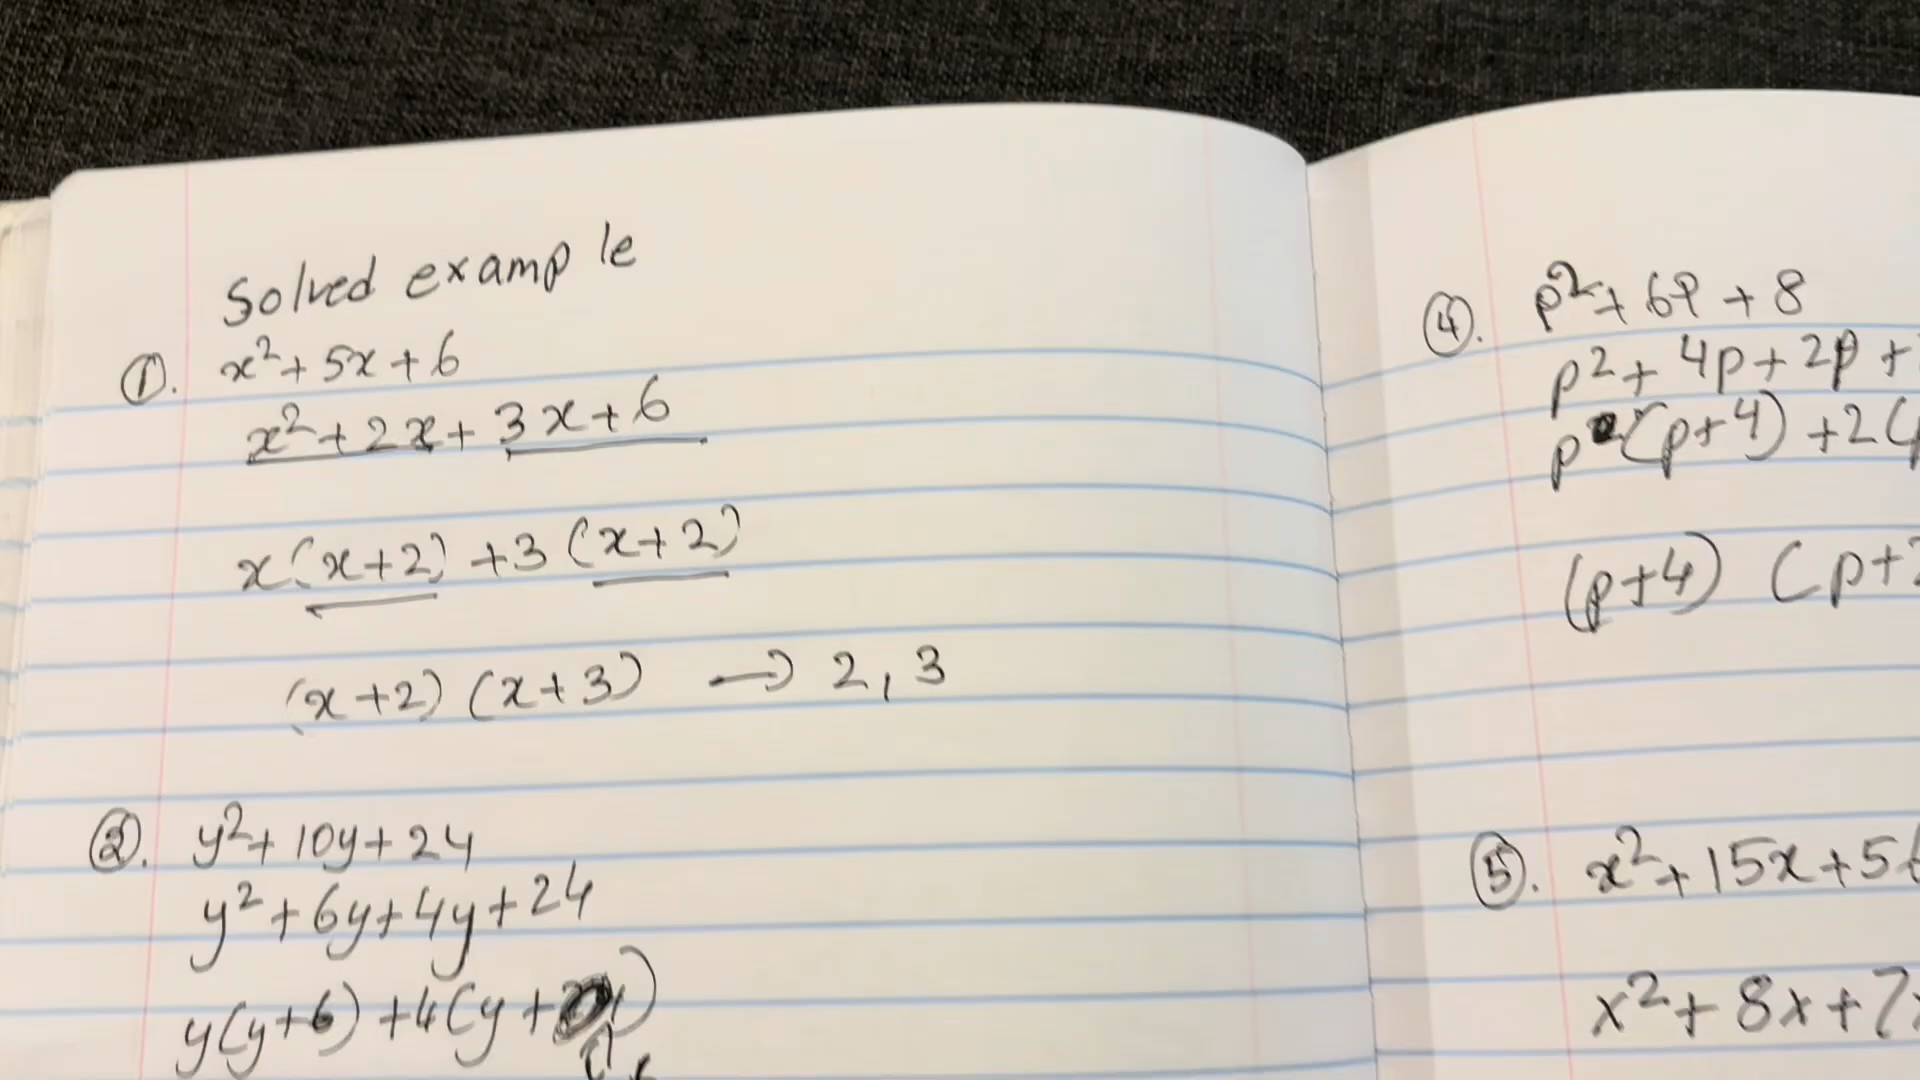 Solved example
①. x²+5x+6
x²+2x+3x+6
x(x+2)+3(x+2)
(x+2)(x+3) → 2,3
②. y²+10y+24
y²+6y+4y+24
y(y+6)+4(y+
④. p²+6p+8
p²+4p+2p+
p(p+4)+2(p
(p+4)(p+2
⑤. x²+15x+5
x²+8x+7x